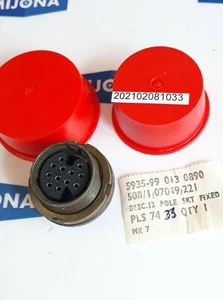 MIJONA
202102081033
5935-99 013 0890
508/1/07049/221
DESC.12 POLE SKT FIXED
PLS 74 33 QTY 1
MK 7